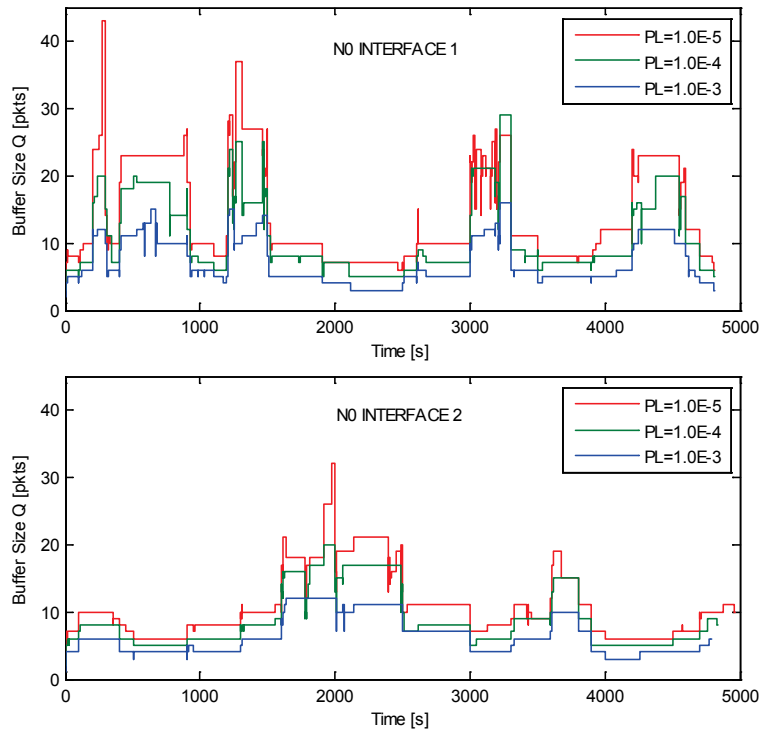 N0 INTERFACE 1
PL=1.0E-5
PL=1.0E-4
PL=1.0E-3
Buffer Size Q [pkts]
40
30
20
10
0
0 1000 2000 3000 4000 5000
Time [s]
N0 INTERFACE 2
PL=1.0E-5
PL=1.0E-4
PL=1.0E-3
Buffer Size Q [pkts]
40
30
20
10
0
0 1000 2000 3000 4000 5000
Time [s]